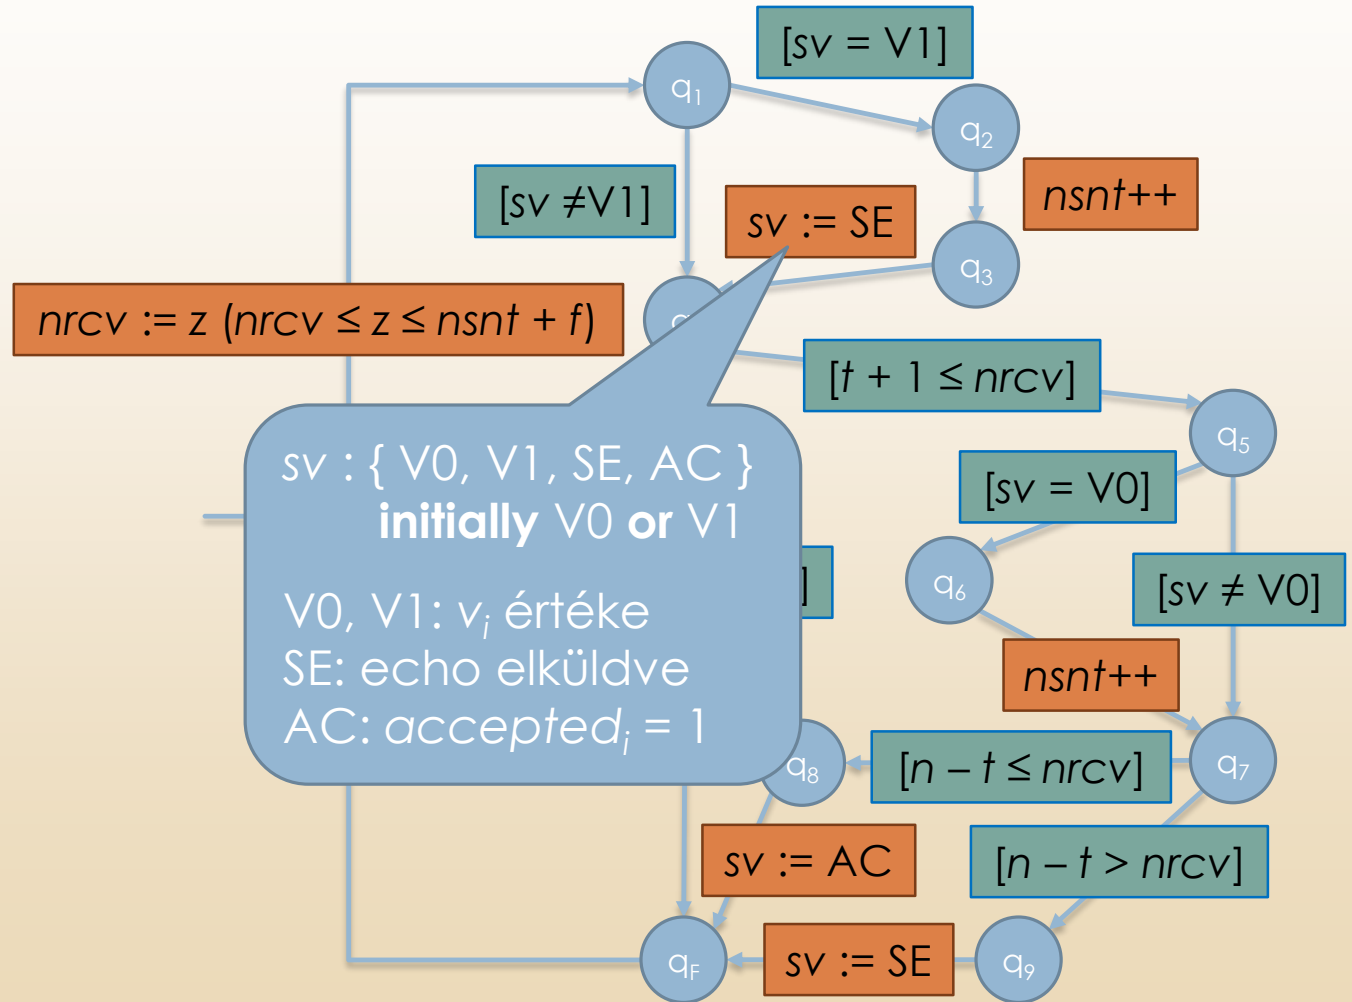 [sv = V1]
q1
q2
[sv ≠V1]
sv := SE
nsnt++
q3
nrcv := z (nrcv ≤ z ≤ nsnt + f)
q
[t + 1 ≤ nrcv]
q5
sv : { V0, V1, SE, AC }
initially V0 or V1
V0, V1: vi értéke
SE: echo elküldve
AC: acceptedi = 1
[sv = V0]
q6
]
[sv ≠ V0]
nsnt++
q8
[n – t ≤ nrcv]
q7
sv := AC
[n – t > nrcv]
qF
sv := SE
q9